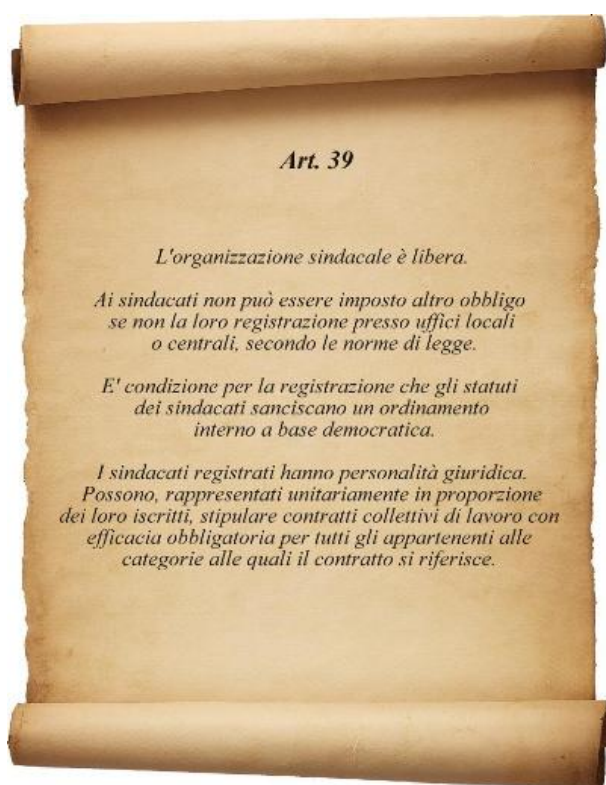 Art. 39
L'organizzazione sindacale è libera.
Ai sindacati non può essere imposto altro obbligo
se non la loro registrazione presso uffici locali
o centrali, secondo le norme di legge.
E' condizione per la registrazione che gli statuti
dei sindacati sanciscano un ordinamento
interno a base democratica.
I sindacati registrati hanno personalità giuridica.
Possono, rappresentati unitariamente in proporzione
dei loro iscritti, stipulare contratti collettivi di lavoro con
efficacia obbligatoria per tutti gli appartenenti alle
categorie alle quali il contratto si riferisce.